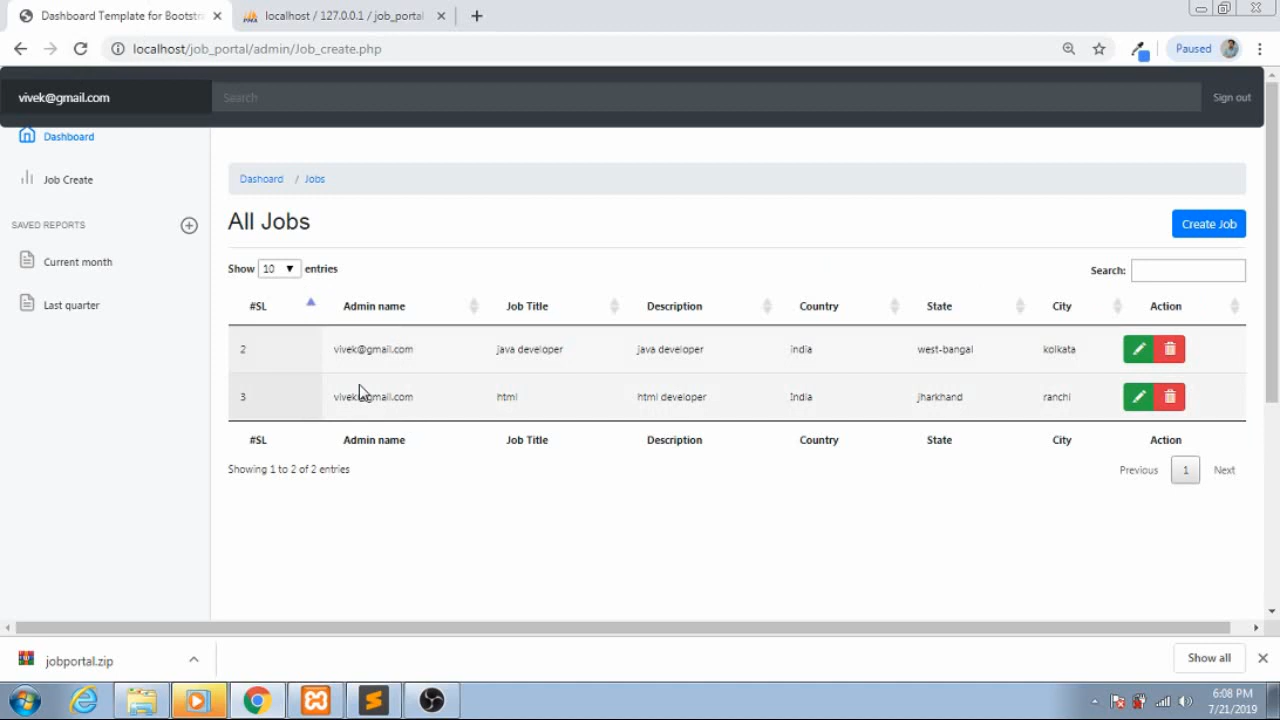 Dashboard Template for Bootstr
localhost / 127.0.0.1 / job_portal
localhost/job_portal/admin/Job_create.php
Paused
vivek@gmail.com
Search
Sign out
Dashboard
Job Create
SAVED REPORTS
Current month
Last quarter
Dashoard / Jobs
All Jobs
Create Job
Show 10 entries
Search:
#SL Admin name Job Title Description Country State City Action
2 vivek@gmail.com java developer java developer india west-bangal kolkata
3 vivek@gmail.com html html developer India jharkhand ranchi
#SL Admin name Job Title Description Country State City Action
Showing 1 to 2 of 2 entries
Previous 1 Next
jobportal.zip
Show all
6:08 PM
7/21/2019